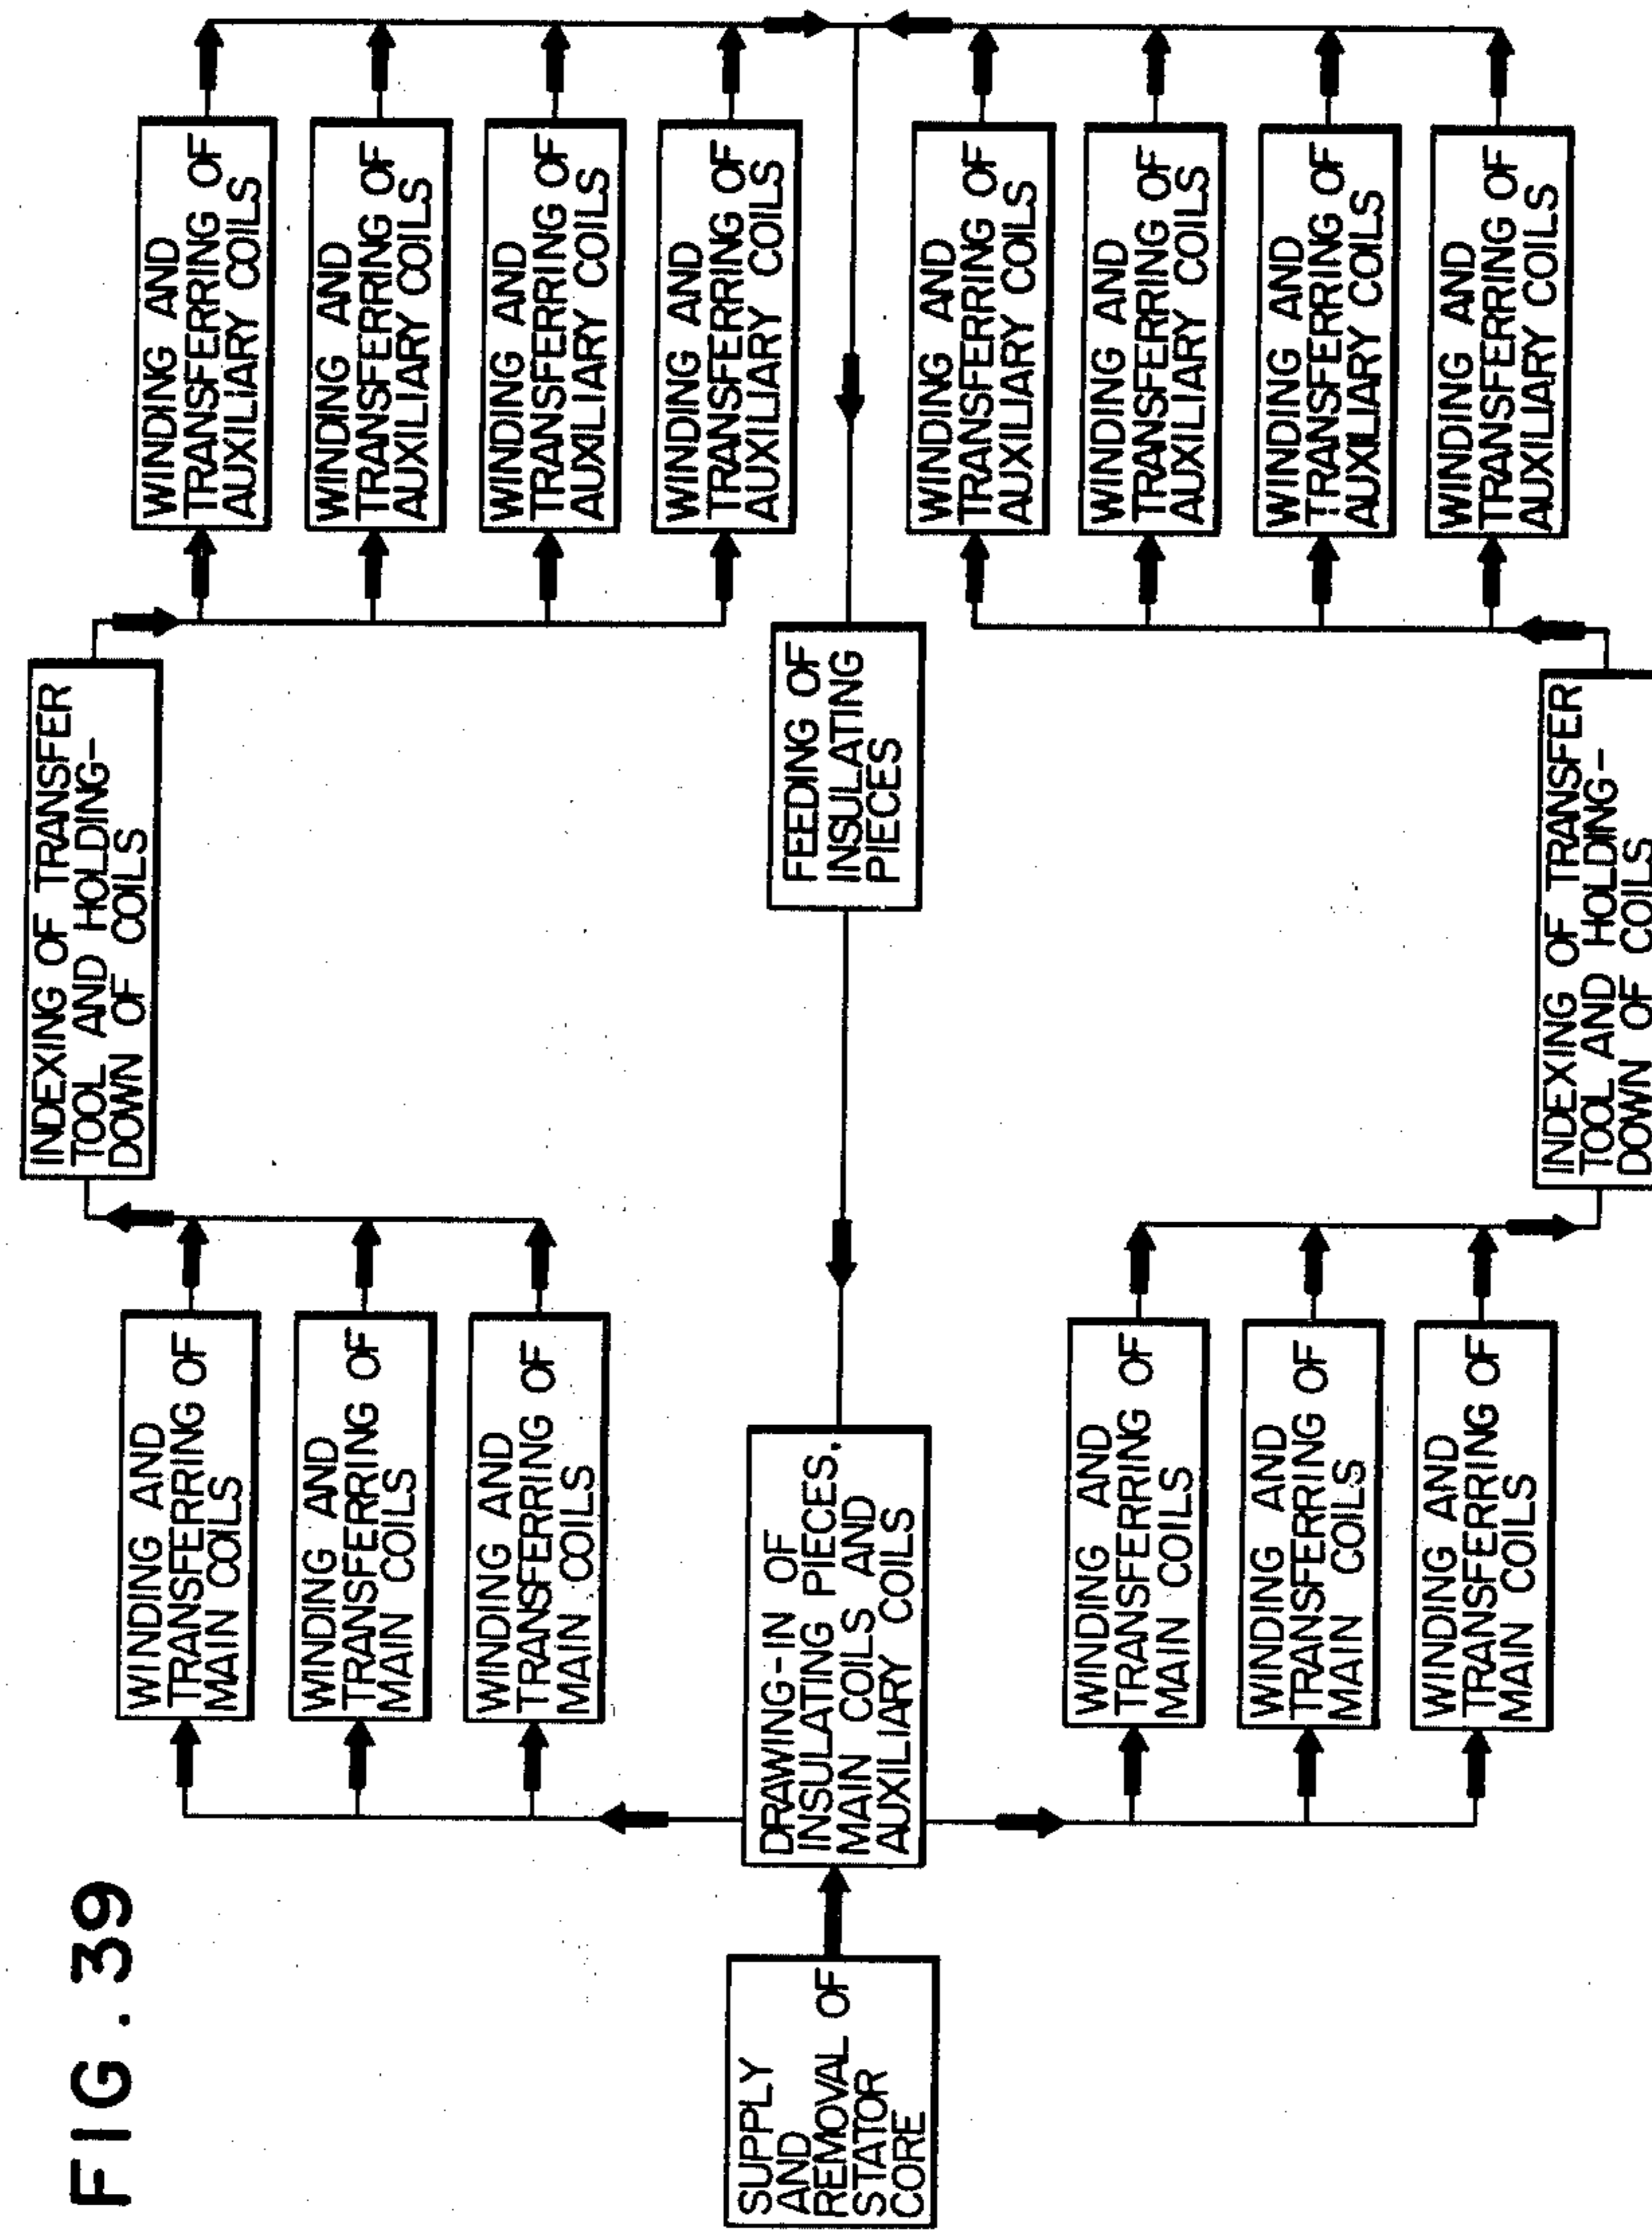 FIG. 39
INDEXING OF TRANSFER
TOOL AND HOLDING-
DOWN OF COILS
WINDING AND
TRANSFERRING OF
MAIN COILS
WINDING AND
TRANSFERRING OF
MAIN COILS
WINDING AND
TRANSFERRING OF
MAIN COILS
WINDING AND
TRANSFERRING OF
AUXILIARY COILS
WINDING AND
TRANSFERRING OF
AUXILIARY COILS
WINDING AND
TRANSFERRING OF
AUXILIARY COILS
WINDING AND
TRANSFERRING OF
AUXILIARY COILS
SUPPLY
AND
REMOVAL OF
STATOR
CORE
DRAWING-IN OF
INSULATING PIECES,
MAIN COILS AND
AUXILIARY COILS
FEEDING OF
INSULATING
PIECES
WINDING AND
TRANSFERRING OF
MAIN COILS
WINDING AND
TRANSFERRING OF
MAIN COILS
WINDING AND
TRANSFERRING OF
MAIN COILS
WINDING AND
TRANSFERRING OF
AUXILIARY COILS
WINDING AND
TRANSFERRING OF
AUXILIARY COILS
WINDING AND
TRANSFERRING OF
AUXILIARY COILS
WINDING AND
TRANSFERRING OF
AUXILIARY COILS
INDEXING OF TRANSFER
TOOL AND HOLDING-
DOWN OF COILS